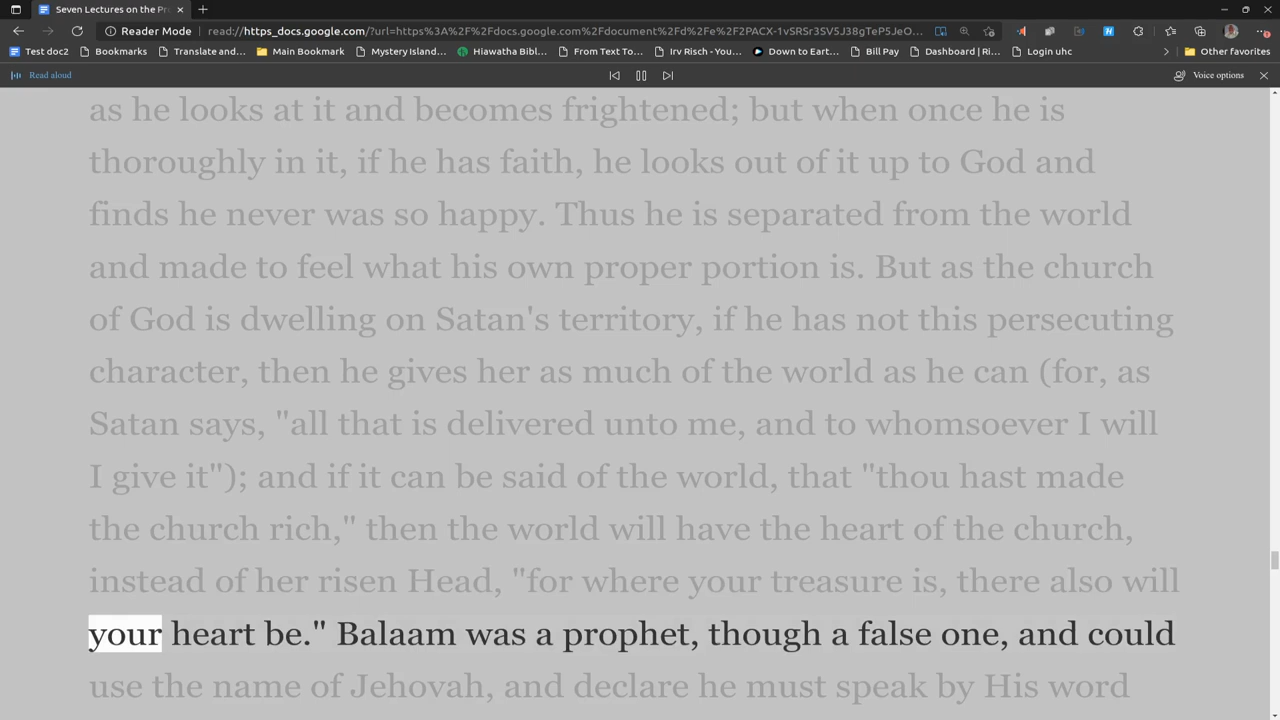 Seven Lectures on the Pr
Reader Mode
read://https_docs.google.com/?url=https%3A%2F%2Fdocs.google.com%2Fdocument%2Fd%2Fe%2F2PACX-1vSRSr3SV5J38gTeP5JeO...
Test doc2
Bookmarks
Translate and...
Main Bookmark
Mystery Island...
Hiawatha Bibl...
From Text To...
Irv Risch - You...
Down to Eart...
Bill Pay
Dashboard | Ri...
Login uhc
Other favorites
Read aloud
Voice options
as he looks at it and becomes frightened; but when once he is
thoroughly in it, if he has faith, he looks out of it up to God and
finds he never was so happy. Thus he is separated from the world
and made to feel what his own proper portion is. But as the church
of God is dwelling on Satan's territory, if he has not this persecuting
character, then he gives her as much of the world as he can (for, as
Satan says, "all that is delivered unto me, and to whomsoever I will
I give it"); and if it can be said of the world, that "thou hast made
the church rich," then the world will have the heart of the church,
instead of her risen Head, "for where your treasure is, there also will
your heart be." Balaam was a prophet, though a false one, and could
use the name of Jehovah, and declare he must speak by His word